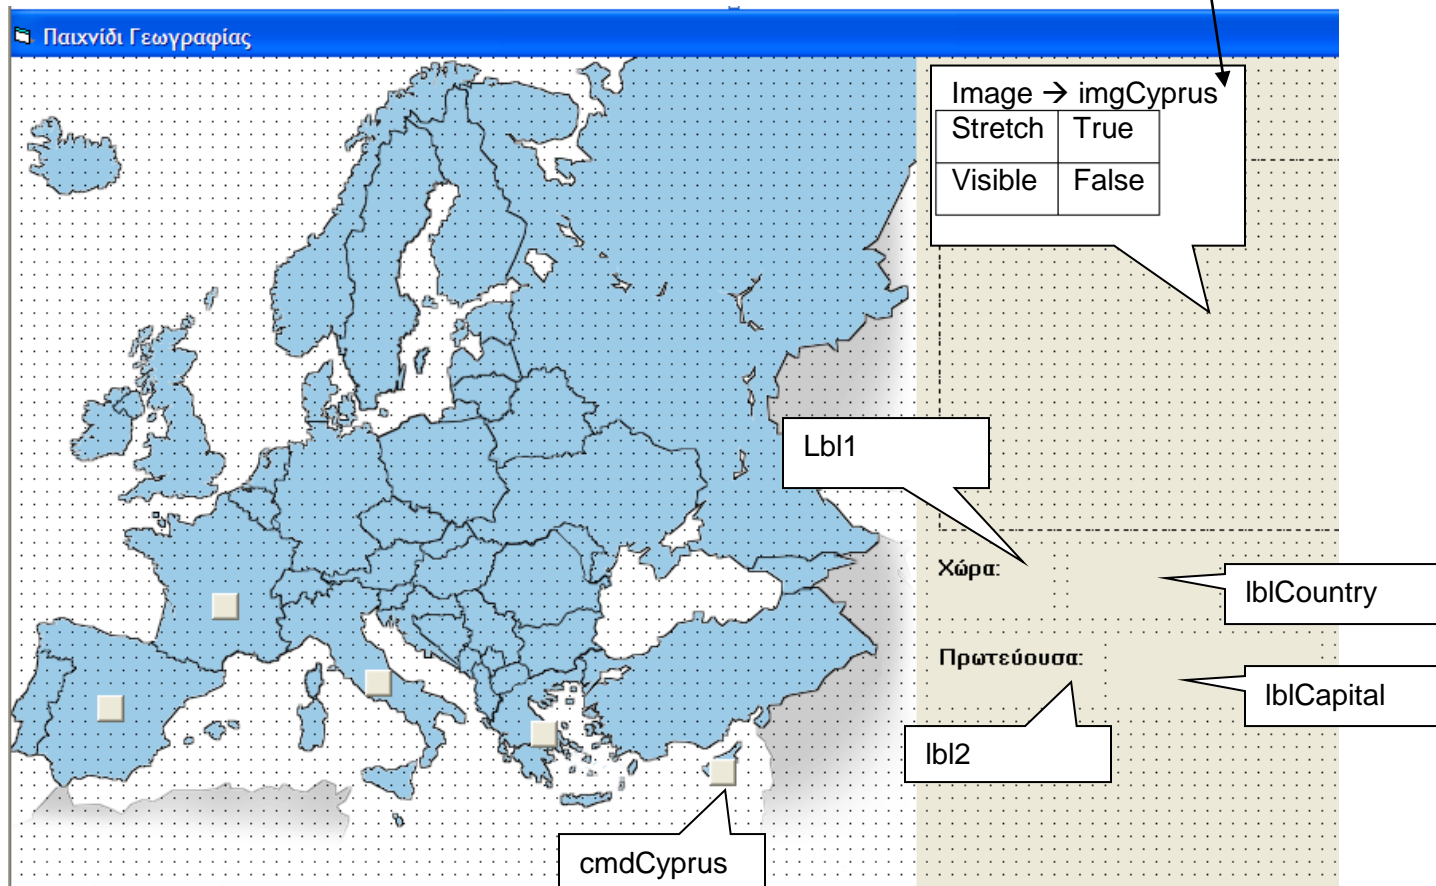 Παιχνίδι Γεωγραφίας
Image → imgCyprus
Stretch True
Visible False
Lbl1
Χώρα:
lblCountry
Πρωτεύουσα:
lblCapital
lbl2
cmdCyprus